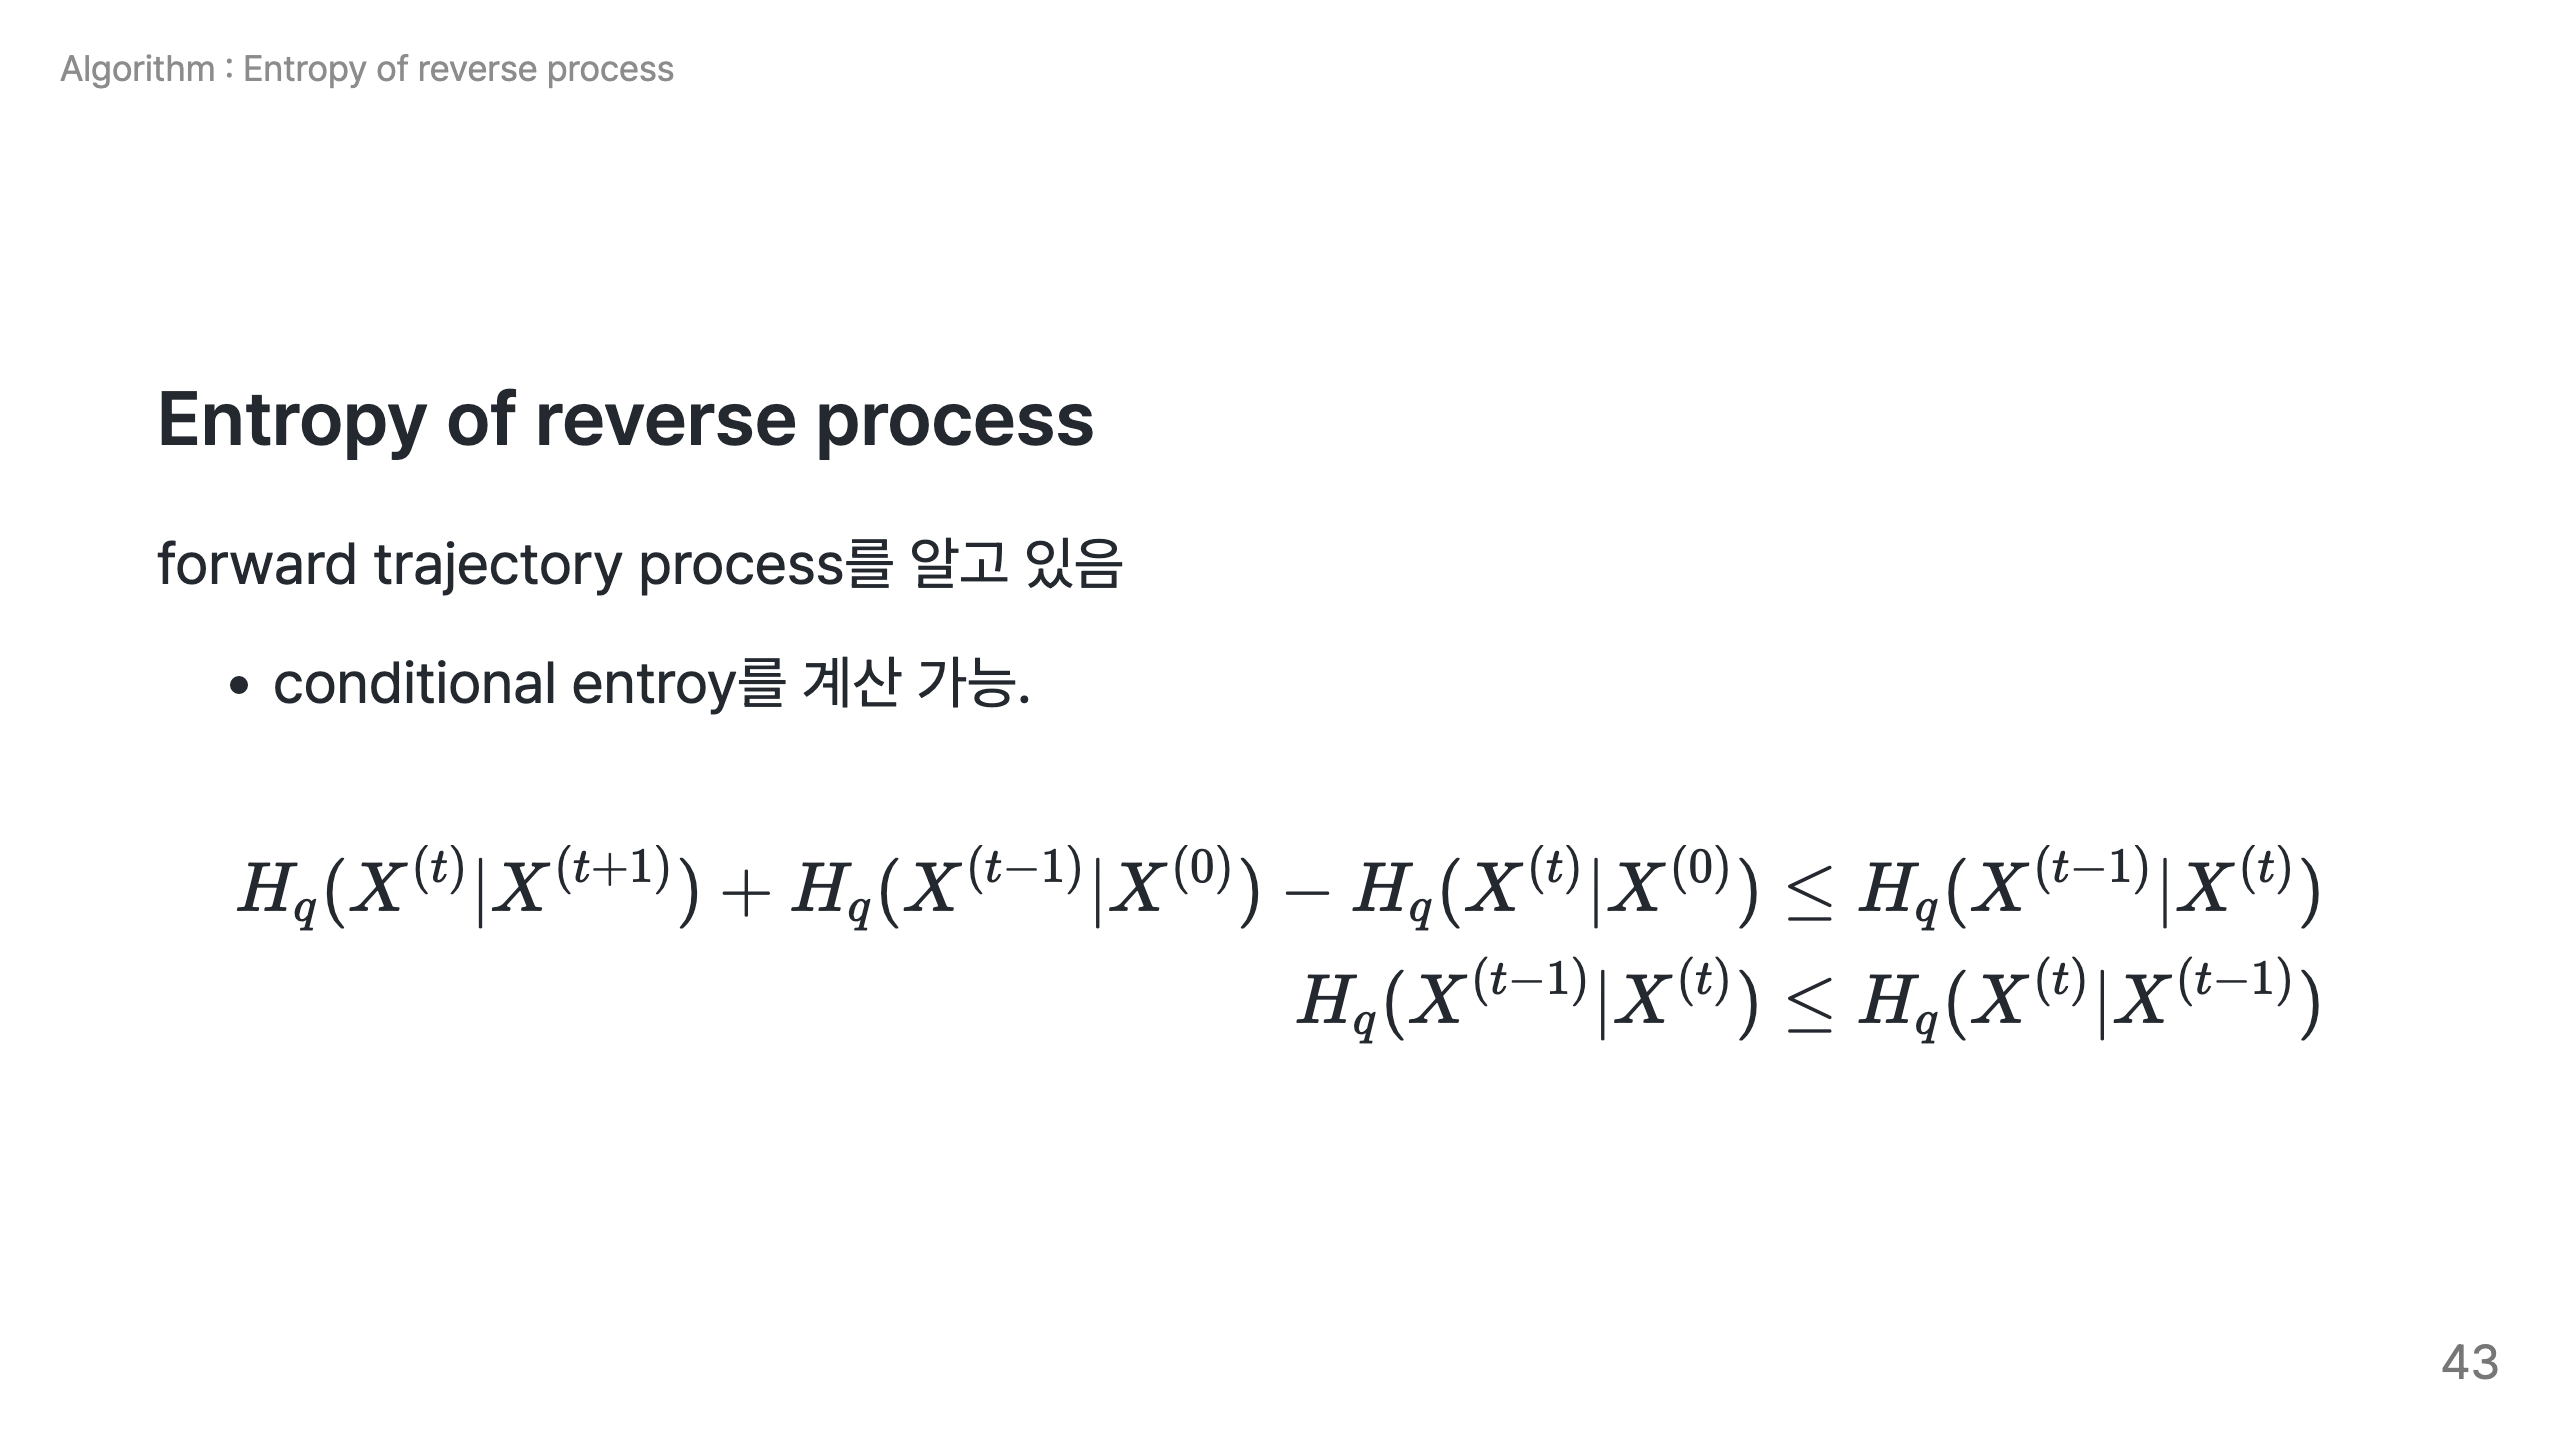 Algorithm : Entropy of reverse process
Entropy of reverse process
forward trajectory process를 알고 있음
• conditional entroy를 계산 가능.
$H_q(X^{(t)}|X^{(t+1)}) + H_q(X^{(t-1)}|X^{(0)}) - H_q(X^{(t)}|X^{(0)}) \leq H_q(X^{(t-1)}|X^{(t)})$
$H_q(X^{(t-1)}|X^{(t)}) \leq H_q(X^{(t)}|X^{(t-1)})$
43